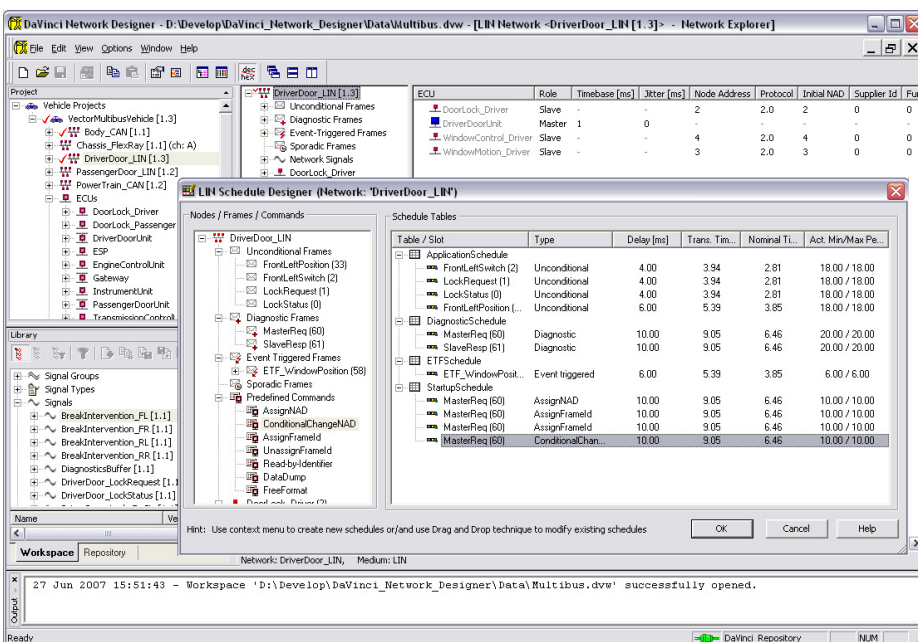 DaVinci Network Designer - D:\Develop\DaVinci_Network_Designer\Data\Multibus.dvw - [LIN Network <DriverDoor_LIN [1.3]> - Network Explorer]
File Edit View Options Window Help
dec
hex
Project
Vehicle Projects
VectorMultibusVehicle [1.3]
Body_CAN [1.1]
Chassis_FlexRay [1.1] (ch: A)
DriverDoor_LIN [1.3]
PassengerDoor_LIN [1.2]
PowerTrain_CAN [1.2]
ECUs
DoorLock_Driver
DoorLock_Passenger
DriverDoorUnit
ESP
EngineControlUnit
Gateway
InstrumentUnit
PassengerDoorUnit
DriverDoor_LIN [1.3]
Unconditional Frames
Diagnostic Frames
Event-Triggered Frames
Sporadic Frames
Network Signals
DoorLock_Driver
ECU Role Timebase [ms] Jitter [ms] Node Address Protocol Initial NAD Supplier Id
DoorLock_Driver Slave - - 2 2.0 2 0
DriverDoorUnit Master 1 0 - - - -
WindowControl_Driver Slave - - 4 2.0 4 0 0
WindowMotion_Driver Slave - - 3 2.0 3 0 0
Library
Signal Groups
Signal Types
Signals
BreakIntervention_FL [1.1]
BreakIntervention_FR [1.1]
BreakIntervention_RL [1.1]
BreakIntervention_RR [1.1]
DiagnosticsBuffer [1.1]
DriverDoor_LockRequest [1.
DriverDoor_LockStatus [1.1]
Name Ve
Workspace Repository
LIN Schedule Designer (Network: 'DriverDoor_LIN')
Nodes / Frames / Commands
DriverDoor_LIN
Unconditional Frames
FrontLeftPosition (33)
FrontLeftSwitch (2)
LockRequest (1)
LockStatus (0)
Diagnostic Frames
MasterReq (60)
SlaveResp (61)
Event Triggered Frames
ETF_WindowPosition (58)
Sporadic Frames
Predefined Commands
AssignNAD
ConditionalChangeNAD
AssignFrameId
UnassignFrameId
Read-by-Identifier
DataDump
FreeFormat
Schedule Tables
Table / Slot Type Delay [ms] Trans. Tim... Nominal Ti... Act. Min/Max Pe...
ApplicationSchedule
FrontLeftSwitch (2) Unconditional 4.00 3.94 2.81 18.00 / 18.00
LockRequest (1) Unconditional 4.00 3.94 2.81 18.00 / 18.00
LockStatus (0) Unconditional 4.00 3.94 2.81 18.00 / 18.00
FrontLeftPosition (... Unconditional 6.00 5.39 3.85 18.00 / 18.00
DiagnosticSchedule
MasterReq (60) Diagnostic 10.00 9.05 6.46 20.00 / 20.00
SlaveResp (61) Diagnostic 10.00 9.05 6.46 20.00 / 20.00
ETFSchedule
ETF_WindowPosit... Event triggered 6.00 5.39 3.85 6.00 / 6.00
StartupSchedule
MasterReq (60) AssignNAD 10.00 9.05 6.46 10.00 / 10.00
MasterReq (60) AssignFrameId 10.00 9.05 6.46 10.00 / 10.00
MasterReq (60) AssignFrameId 10.00 9.05 6.46 10.00 / 10.00
MasterReq (60) ConditionalChan... 10.00 9.05 6.46 10.00 / 10.00
Hint: Use context menu to create new schedules or/and use Drag and Drop technique to modify existing schedules
OK Cancel Help
Network: DriverDoor_LIN, Medium: LIN
Output
27 Jun 2007 15:51:43 - Workspace 'D:\Develop\DaVinci_Network_Designer\Data\Multibus.dvw' successfully opened.
Ready DaVinci Repository NUM